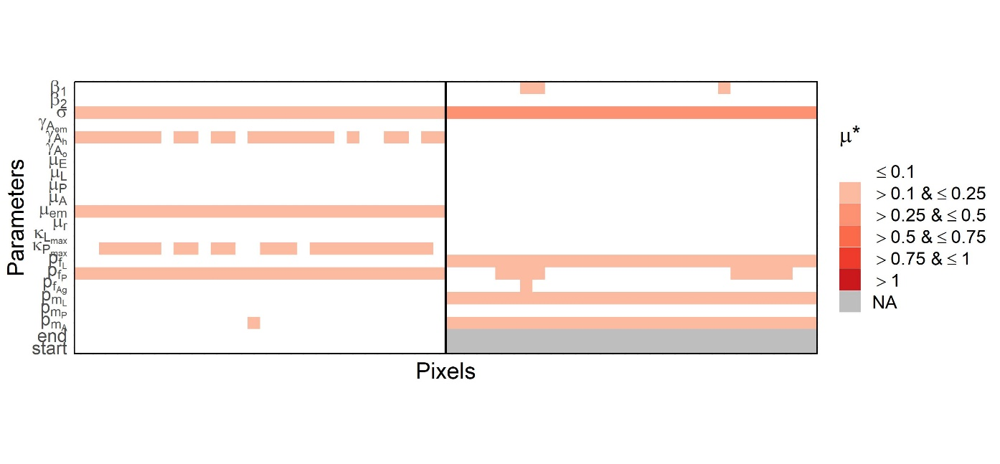 β1
β2
σ
γAem
γAh
γAo
μE
μL
μP
μA
μem
μr
κLmax
κPmax
pfL
pfP
pfAg
pmL
pmP
pmA
end
start
Parameters
Pixels
μ*
≤ 0.1
> 0.1 & ≤ 0.25
> 0.25 & ≤ 0.5
> 0.5 & ≤ 0.75
> 0.75 & ≤ 1
> 1
NA